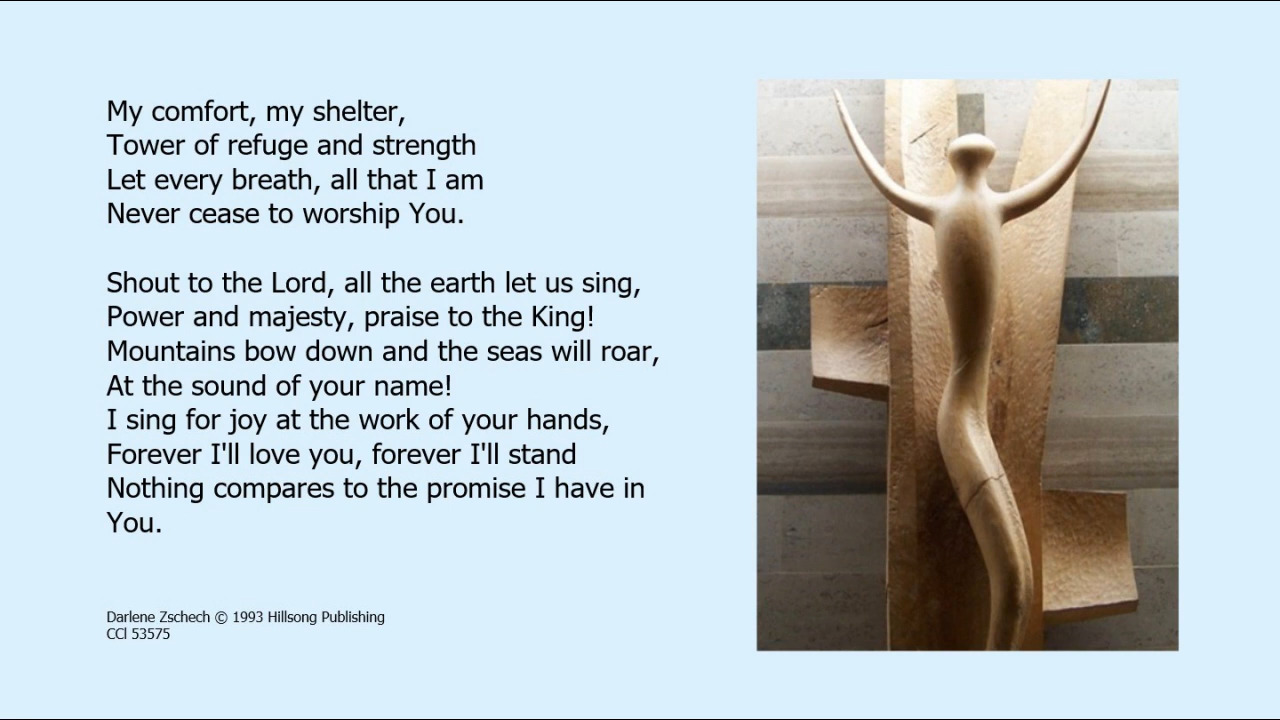 My comfort, my shelter,
Tower of refuge and strength
Let every breath, all that I am
Never cease to worship You.
Shout to the Lord, all the earth let us sing,
Power and majesty, praise to the King!
Mountains bow down and the seas will roar,
At the sound of your name!
I sing for joy at the work of your hands,
Forever I'll love you, forever I'll stand
Nothing compares to the promise I have in
You.
Darlene Zschech © 1993 Hillsong Publishing
CCl 53575